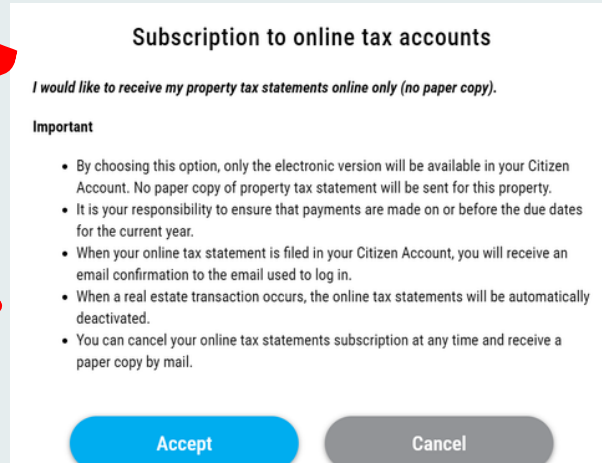 Subscription to online tax accounts
I would like to receive my property tax statements online only (no paper copy).
Important
• By choosing this option, only the electronic version will be available in your Citizen
Account. No paper copy of property tax statement will be sent for this property.
• It is your responsibility to ensure that payments are made on or before the due dates
for the current year.
• When your online tax statement is filed in your Citizen Account, you will receive an
email confirmation to the email used to log in.
• When a real estate transaction occurs, the online tax statements will be automatically
deactivated.
• You can cancel your online tax statements subscription at any time and receive a
paper copy by mail.
Accept Cancel